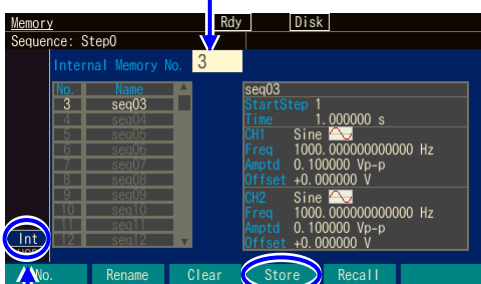 Memory Rdy Disk
Sequence: Step0
Internal Memory No. 3
No. Name
3 seq03
4 seq04
5 seq05
6 seq06
7 seq07
8 seq08
9 seq09
10 seq10
11 seq11
12 seq12
seq03
StartStep 1
Time 1.000000 s
CH1 Sine
Freq 1000.000000000000 Hz
Amptd 0.100000 Vp-p
Offset +0.000000 V
CH2 Sine
Freq 1000.000000000000 Hz
Amptd 0.100000 Vp-p
Offset +0.000000 V
Int
No. Rename Clear Store Recall